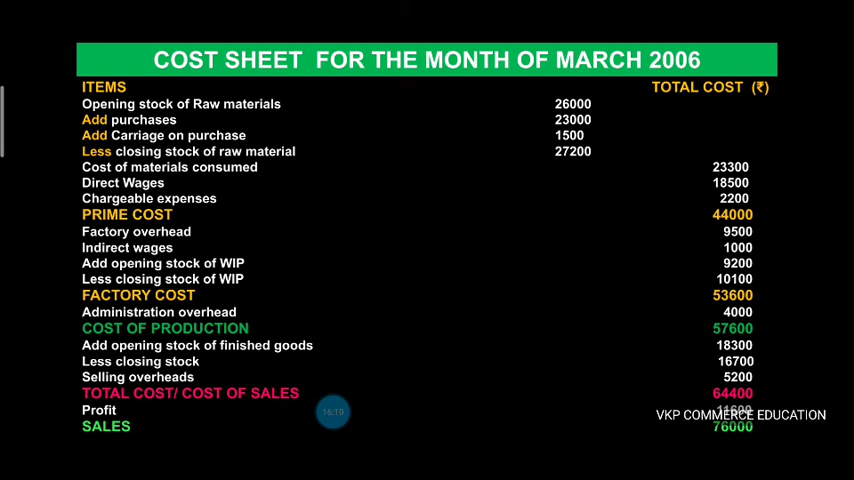 COST SHEET FOR THE MONTH OF MARCH 2006
ITEMS TOTAL COST (₹)
Opening stock of Raw materials 26000
Add purchases 23000
Add Carriage on purchase 1500
Less closing stock of raw material 27200
Cost of materials consumed 23300
Direct Wages 18500
Chargeable expenses 2200
PRIME COST 44000
Factory overhead 9500
Indirect wages 1000
Add opening stock of WIP 9200
Less closing stock of WIP 10100
FACTORY COST 53600
Administration overhead 4000
COST OF PRODUCTION 57600
Add opening stock of finished goods 18300
Less closing stock 16700
Selling overheads 5200
TOTAL COST/ COST OF SALES 64400
Profit 16:10 11600
VKP COMMERCE EDUCATION
SALES 76000